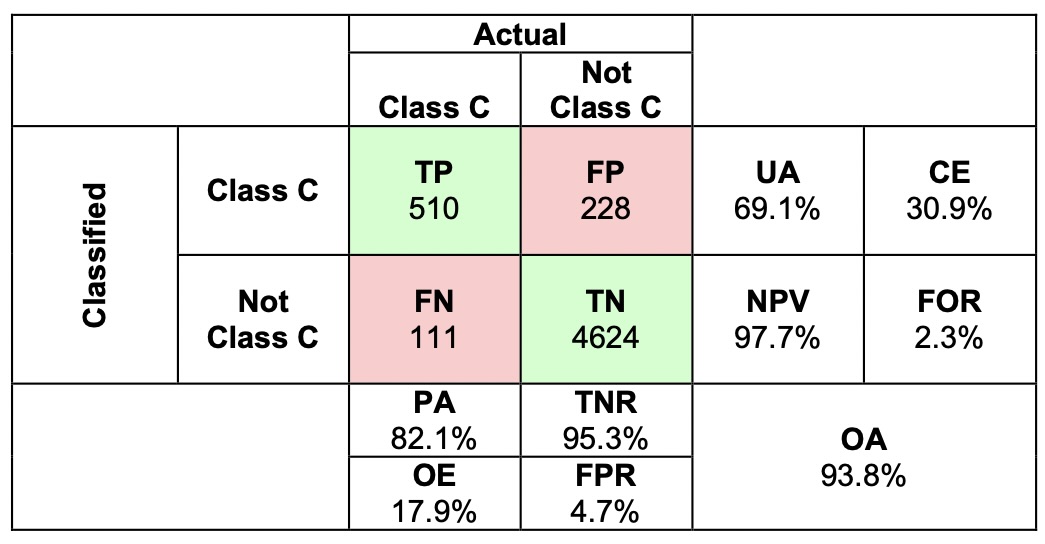 Actual
Class C
Not
Class C
Classified
Class C
TP
510
FP
228
UA
69.1%
CE
30.9%
Not
Class C
FN
111
TN
4624
NPV
97.7%
FOR
2.3%
PA
82.1%
TNR
95.3%
OE
17.9%
FPR
4.7%
OA
93.8%